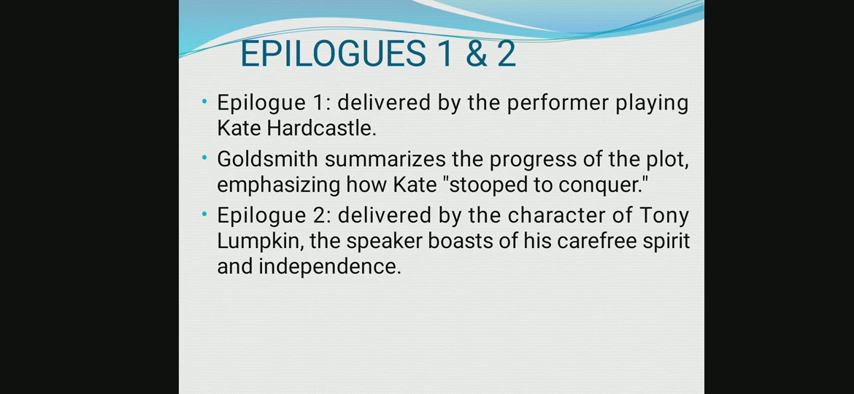 EPILOGUES 1 & 2
• Epilogue 1: delivered by the performer playing
Kate Hardcastle.
• Goldsmith summarizes the progress of the plot,
emphasizing how Kate "stooped to conquer."
• Epilogue 2: delivered by the character of Tony
Lumpkin, the speaker boasts of his carefree spirit
and independence.